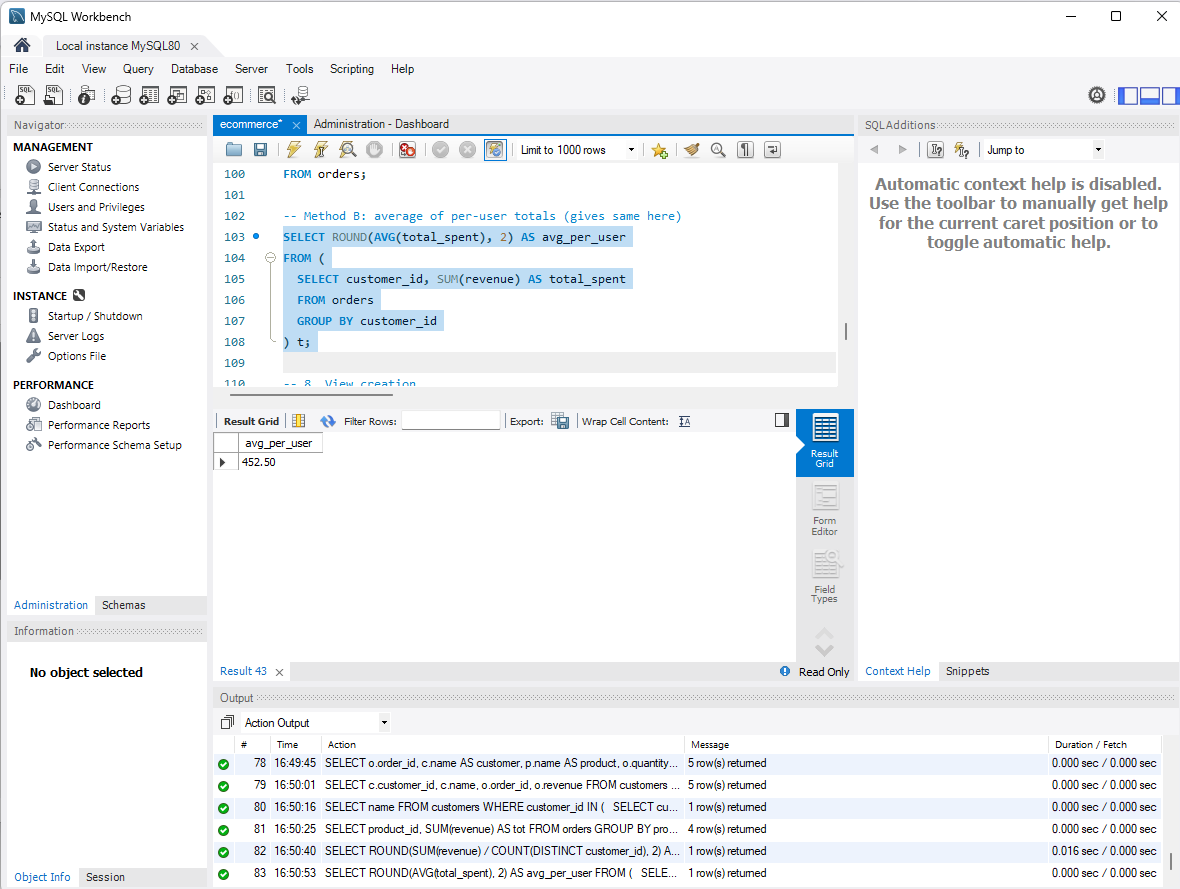 MySQL Workbench
Local instance MySQL80
File Edit View Query Database Server Tools Scripting Help
Navigator
MANAGEMENT
Server Status
Client Connections
Users and Privileges
Status and System Variables
Data Export
Data Import/Restore
INSTANCE
Startup / Shutdown
Server Logs
Options File
PERFORMANCE
Dashboard
Performance Reports
Performance Schema Setup
Administration Schemas
Information
No object selected
Object Info Session
ecommerce* Administration - Dashboard
Limit to 1000 rows
100 FROM orders;
101
102 -- Method B: average of per-user totals (gives same here)
103 SELECT ROUND(AVG(total_spent), 2) AS avg_per_user
104 FROM (
105 SELECT customer_id, SUM(revenue) AS total_spent
106 FROM orders
107 GROUP BY customer_id
108 ) t;
109
110 -- 8. View creation
Result Grid Filter Rows: Export: Wrap Cell Content:
avg_per_user
452.50
Result Grid
Form Editor
Field Types
Result 43 Read Only
SQLAdditions
Jump to
Automatic context help is disabled.
Use the toolbar to manually get help
for the current caret position or to
toggle automatic help.
Context Help Snippets
Output
Action Output
# Time Action Message Duration / Fetch
78 16:49:45 SELECT o.order_id, c.name AS customer, p.name AS product, o.quantity... 5 row(s) returned 0.000 sec / 0.000 sec
79 16:50:01 SELECT c.customer_id, c.name, o.order_id, o.revenue FROM customers ... 5 row(s) returned 0.000 sec / 0.000 sec
80 16:50:16 SELECT name FROM customers WHERE customer_id IN ( SELECT cu... 1 row(s) returned 0.000 sec / 0.000 sec
81 16:50:25 SELECT product_id, SUM(revenue) AS tot FROM orders GROUP BY pro... 4 row(s) returned 0.000 sec / 0.000 sec
82 16:50:40 SELECT ROUND(SUM(revenue) / COUNT(DISTINCT customer_id), 2) A... 1 row(s) returned 0.016 sec / 0.000 sec
83 16:50:53 SELECT ROUND(AVG(total_spent), 2) AS avg_per_user FROM ( SELE... 1 row(s) returned 0.000 sec / 0.000 sec